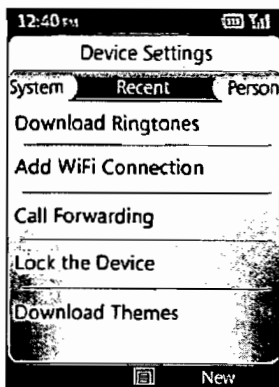 12:40 PM
Device Settings
System Recent Person
Download Ringtones
Add WiFi Connection
Call Forwarding
Lock the Device
Download Themes
New